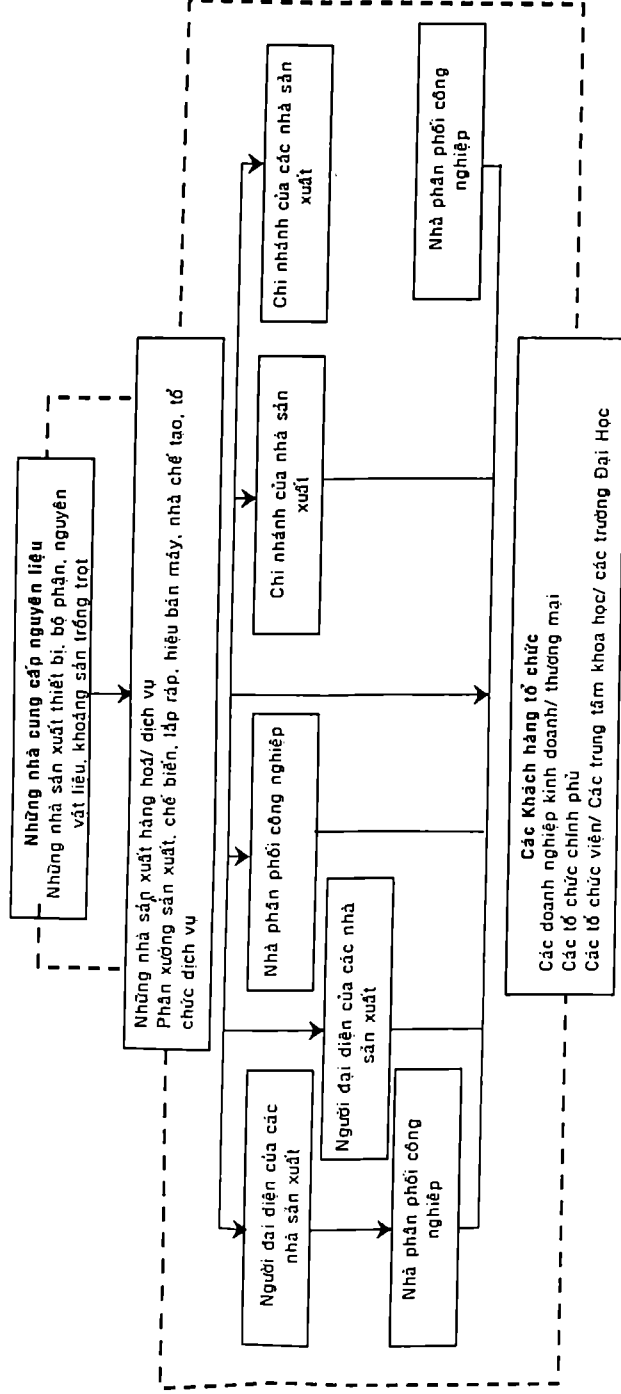 Những nhà cung cấp nguyên liệu
Những nhà sản xuất thiết bị, bộ phận, nguyên
vật liệu, khoáng sản trồng trọt
Những nhà sản xuất hàng hoá/ dịch vụ
Phân xưởng sản xuất, chế biến, lắp ráp, hiệu bán máy, nhà chế tạo, tổ
chức dịch vụ
Người đại diện của các
nhà sản xuất
Người đại diện của các nhà
sản xuất
Nhà phân phối công nghiệp
Chi nhánh của nhà sản
xuất
Chi nhánh của các nhà sản
xuất
Nhà phân phối công
nghiệp
Nhà phân phối công
nghiệp
Các Khách hàng tổ chức
Các doanh nghiệp kinh doanh/ thương mại
Các tổ chức chính phủ
Các tổ chức viện/ Các trung tâm khoa học/ các trường Đại Học